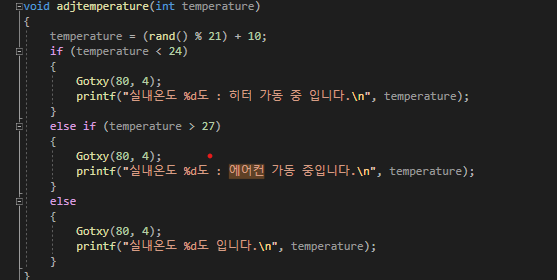 void adjtemperature(int temperature)
{
temperature = (rand() % 21) + 10;
if (temperature < 24)
{
Gotxy(80, 4);
printf("실내온도 %d도 : 히터 가동 중 입니다.\n", temperature);
}
else if (temperature > 27)
{
Gotxy(80, 4);
printf("실내온도 %d도 : 에어컨 가동 중입니다.\n", temperature);
}
else
{
Gotxy(80, 4);
printf("실내온도 %d도 입니다.\n", temperature);
}
}